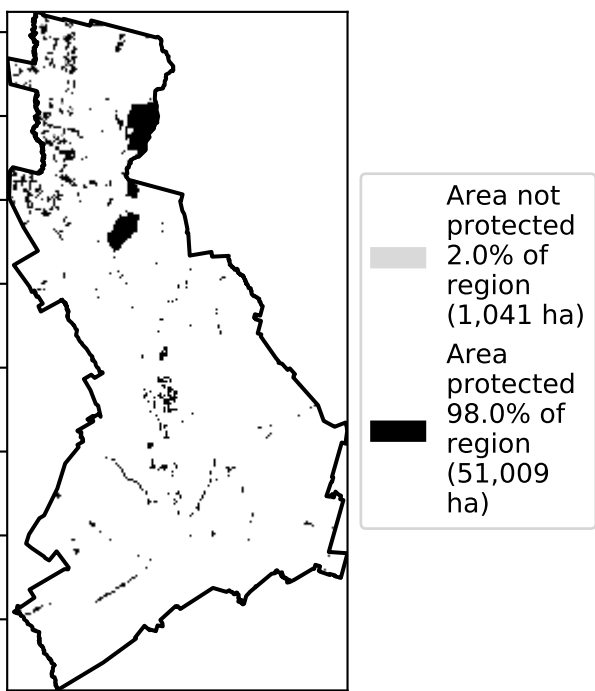 Area not
protected
2.0% of
region
(1,041 ha)
Area
protected
98.0% of
region
(51,009
ha)